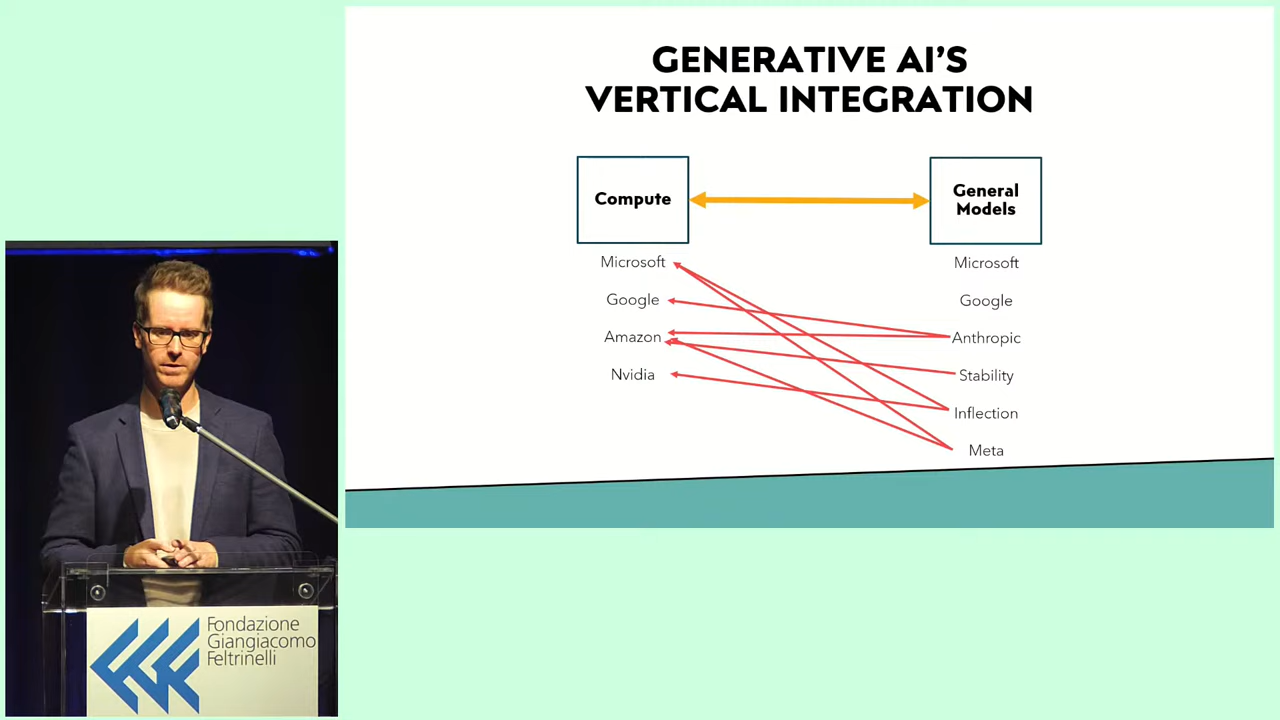 GENERATIVE AI'S
VERTICAL INTEGRATION
Compute
General
Models
Microsoft
Google
Amazon
Nvidia
Microsoft
Google
Anthropic
Stability
Inflection
Meta
Fondazione
Giangiacomo
Feltrinelli